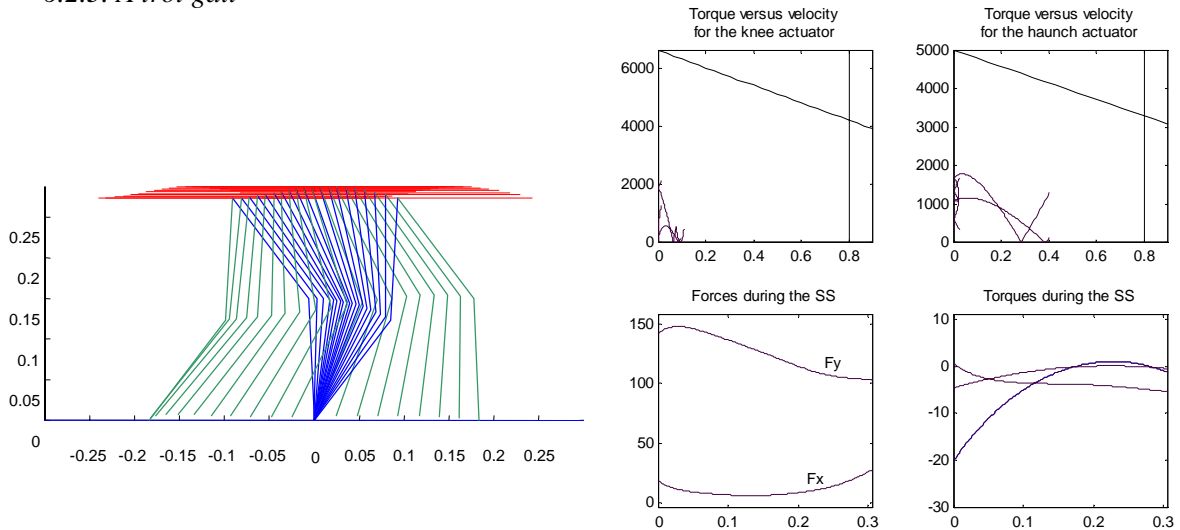 0.25
0.15
0.1
0.05
0
-0.25 -0.2 -0.15 -0.1 -0.05 0 0.05 0.1 0.15 0.2 0.25
Torque versus velocity
for the knee actuator
6000
4000
2000
0
0 0.2 0.4 0.6 0.8
Torque versus velocity
for the haunch actuator
5000
4000
3000
2000
1000
0
0 0.2 0.4 0.6 0.8
Forces during the SS
150
100
50
0
Fy
Fx
0 0.1 0.2 0.3
Torques during the SS
10
0
-10
-20
-30
0 0.1 0.2 0.3